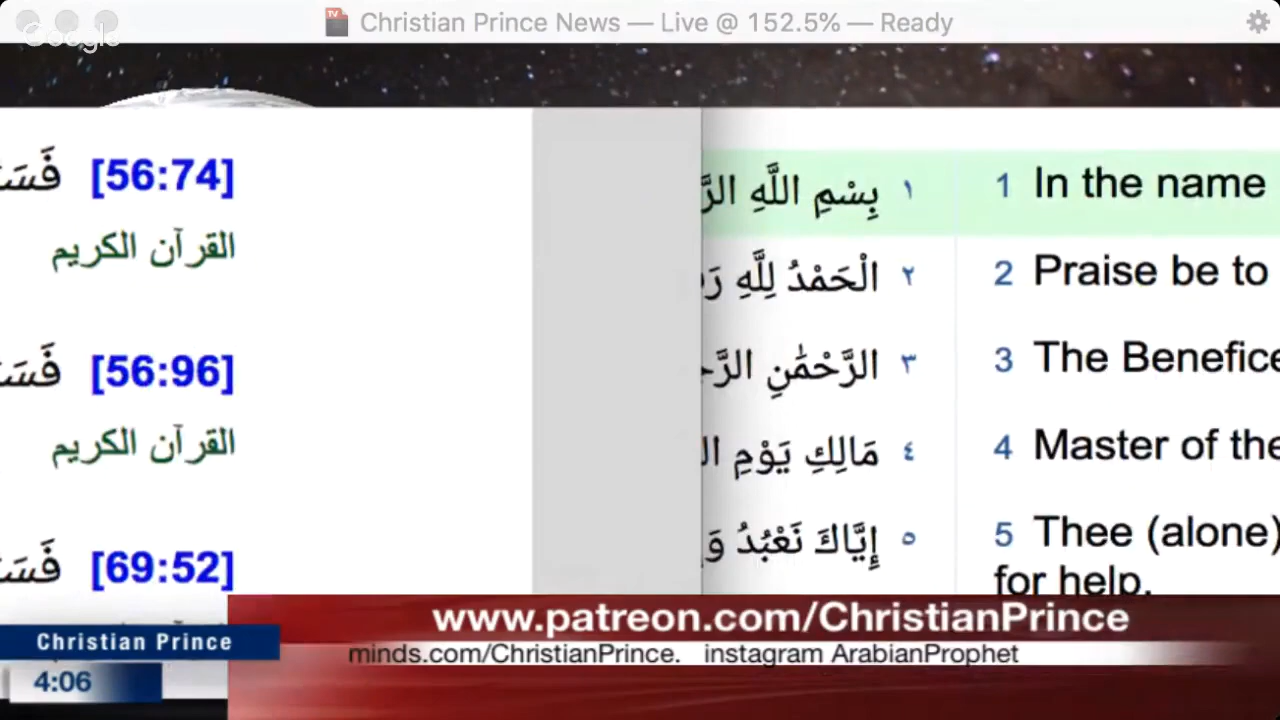 Christian Prince News — Live @ 152.5% — Ready
Google
[56:74]
القرآن الكريم
[56:96]
القرآن الكريم
[69:52]
بِسْمِ اللَّهِ
١
1 In the name
الْحَمْدُ لِلَّهِ
٢
2 Praise be to
الرَّحْمَٰنِ
٣
3 The
مَالِكِ يَوْمِ
٤
4 Master of the
إِيَّاكَ نَعْبُدُ
٥
5 Thee (alone)
for help.
www.patreon.com/ChristianPrince
Christian Prince
minds.com/ChristianPrince. instagram ArabianProphet
4:06